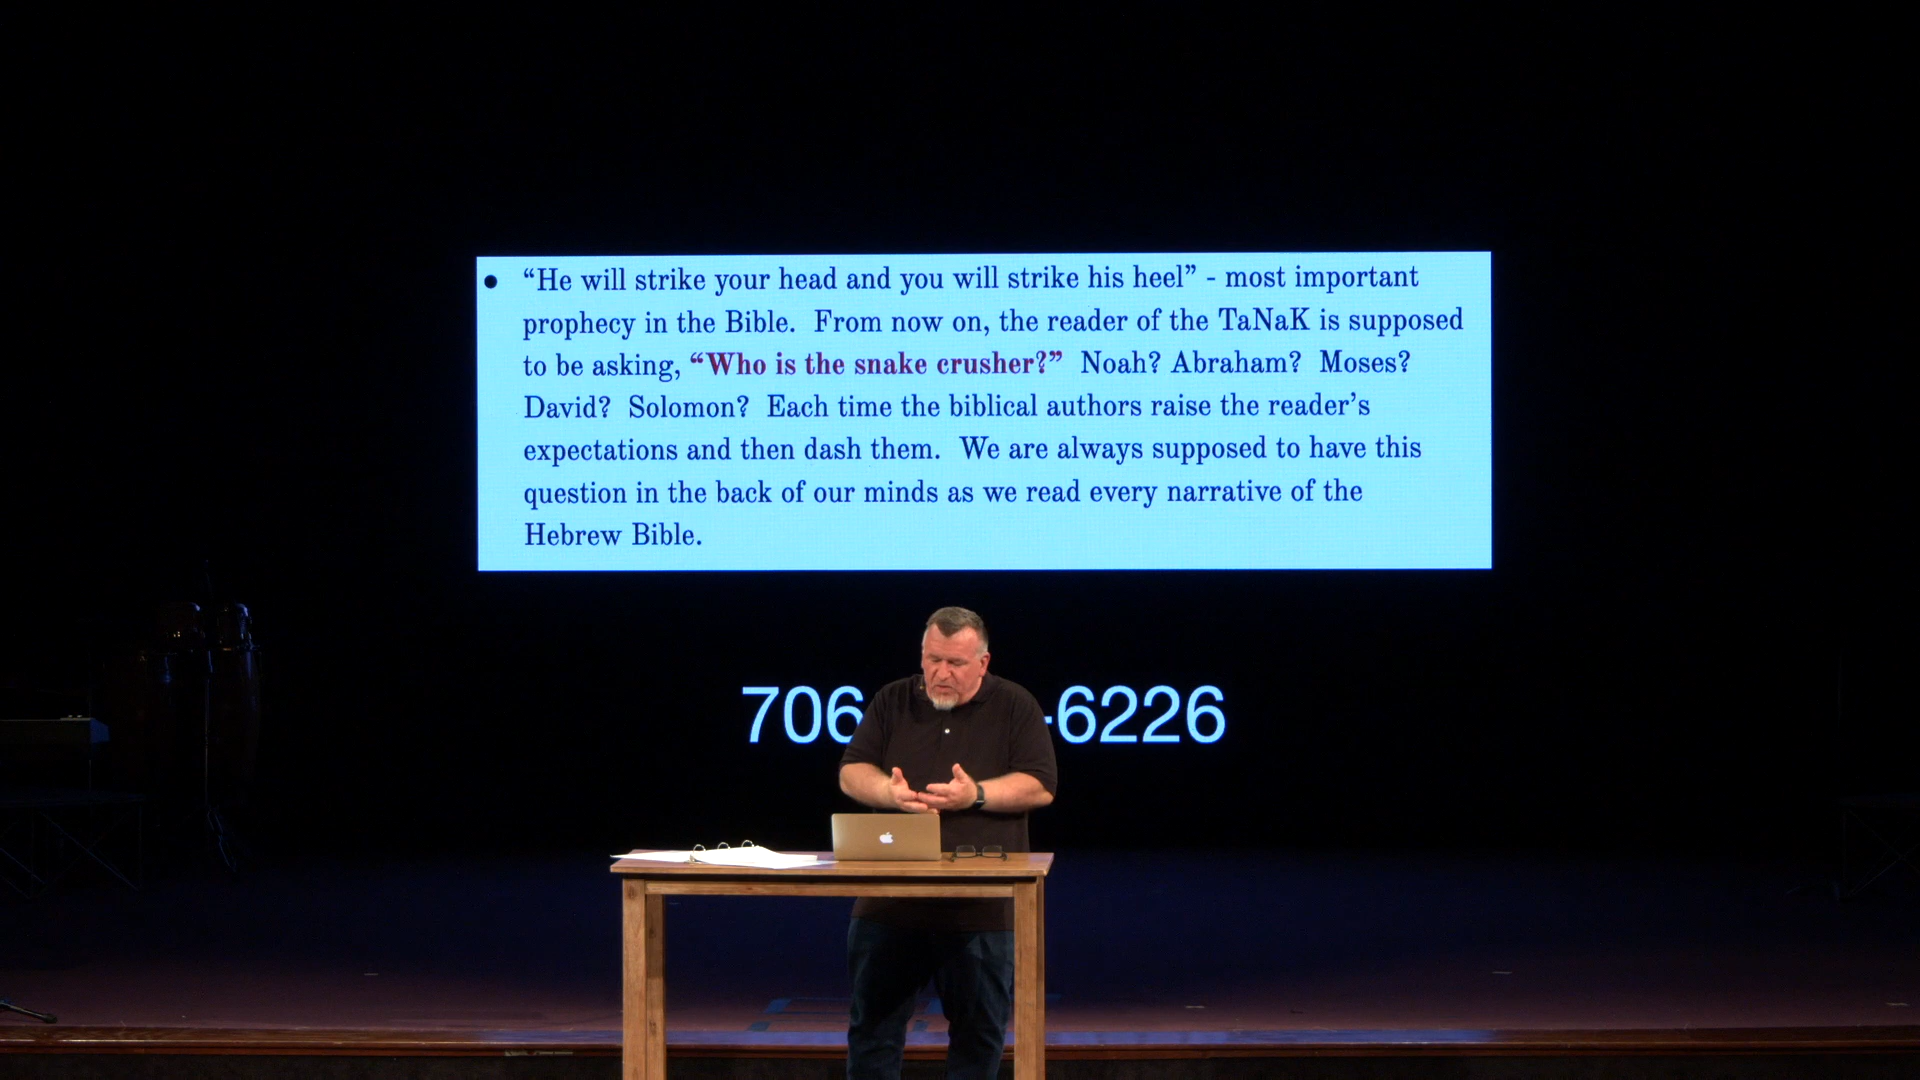 • “He will strike your head and you will strike his heel” - most important
prophecy in the Bible.  From now on, the reader of the TaNaK is supposed
to be asking, “Who is the snake crusher?”  Noah? Abraham?  Moses?
David?  Solomon?  Each time the biblical authors raise the reader’s
expectations and then dash them.  We are always supposed to have this
question in the back of our minds as we read every narrative of the
Hebrew Bible.
706 -6226